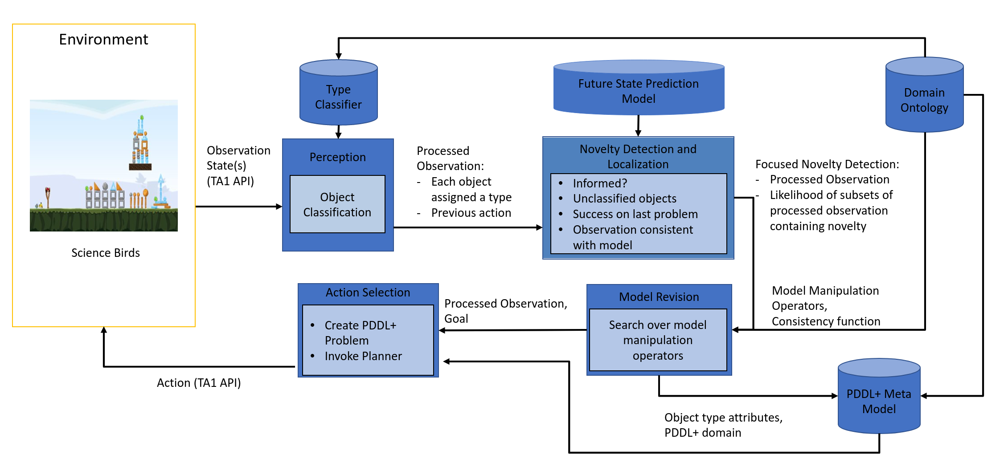 Environment
Science Birds
Observation
State(s)
(TA1 API)
Type
Classifier
Perception
Object
Classification
Processed
Observation:
- Each object
assigned a type
- Previous action
Future State Prediction
Model
Novelty Detection and
Localization
• Informed?
• Unclassified objects
• Success on last problem
• Observation consistent
with model
Domain
Ontology
Focused Novelty Detection:
- Processed Observation
- Likelihood of subsets of
processed observation
containing novelty
Model Manipulation
Operators,
Consistency function
Model Revision
Search over model
manipulation
operators
Processed Observation,
Goal
Action Selection
• Create PDDL+
Problem
• Invoke Planner
Action (TA1 API)
Object type attributes,
PDDL+ domain
PDDL+ Meta
Model